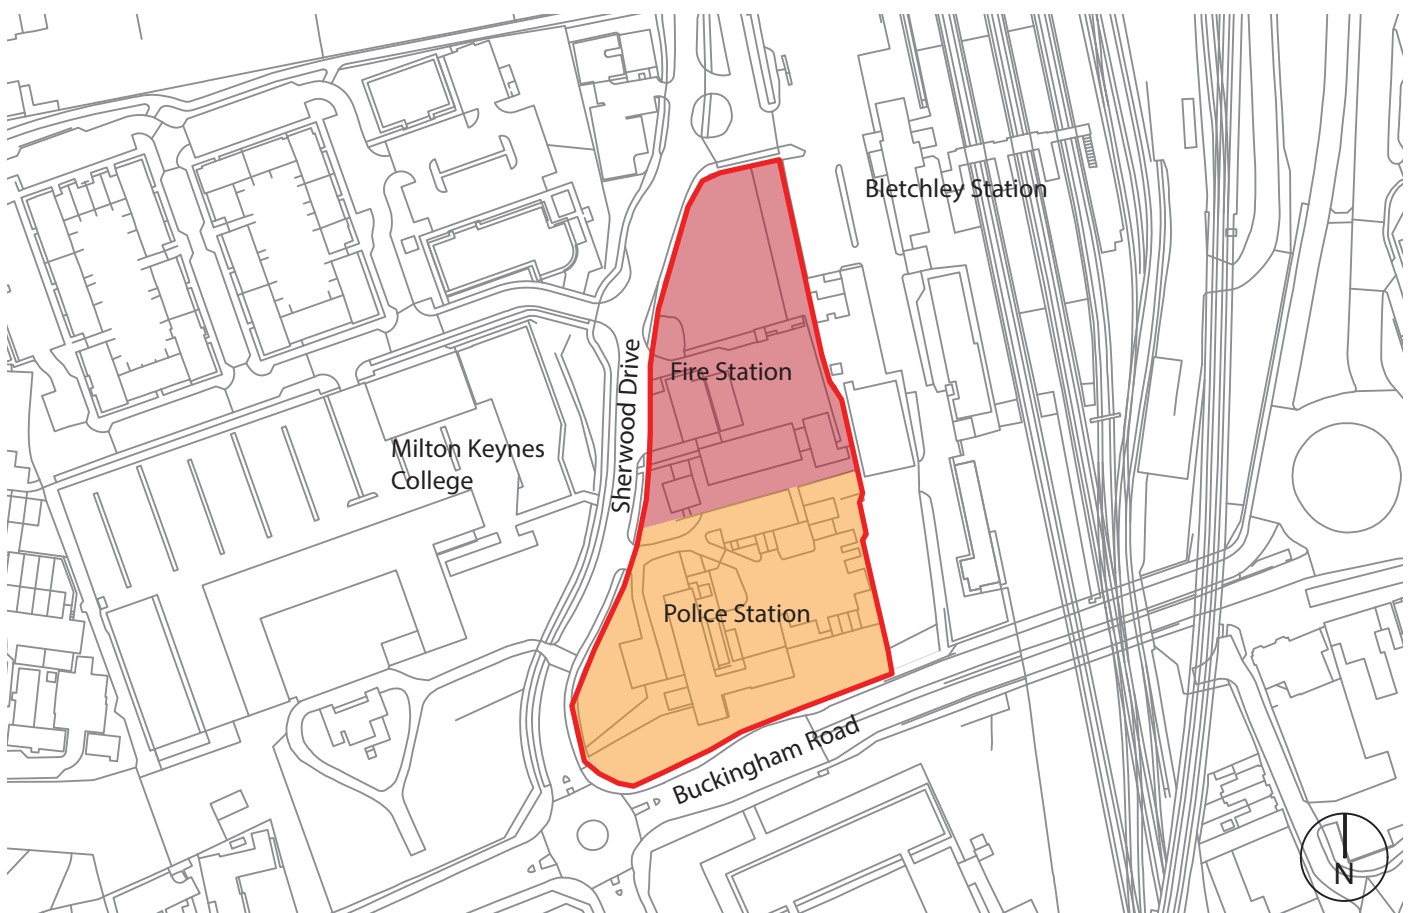 Bletchley Station
Fire Station
Sherwood Drive
Milton Keynes
College
Police Station
Buckingham Road
N